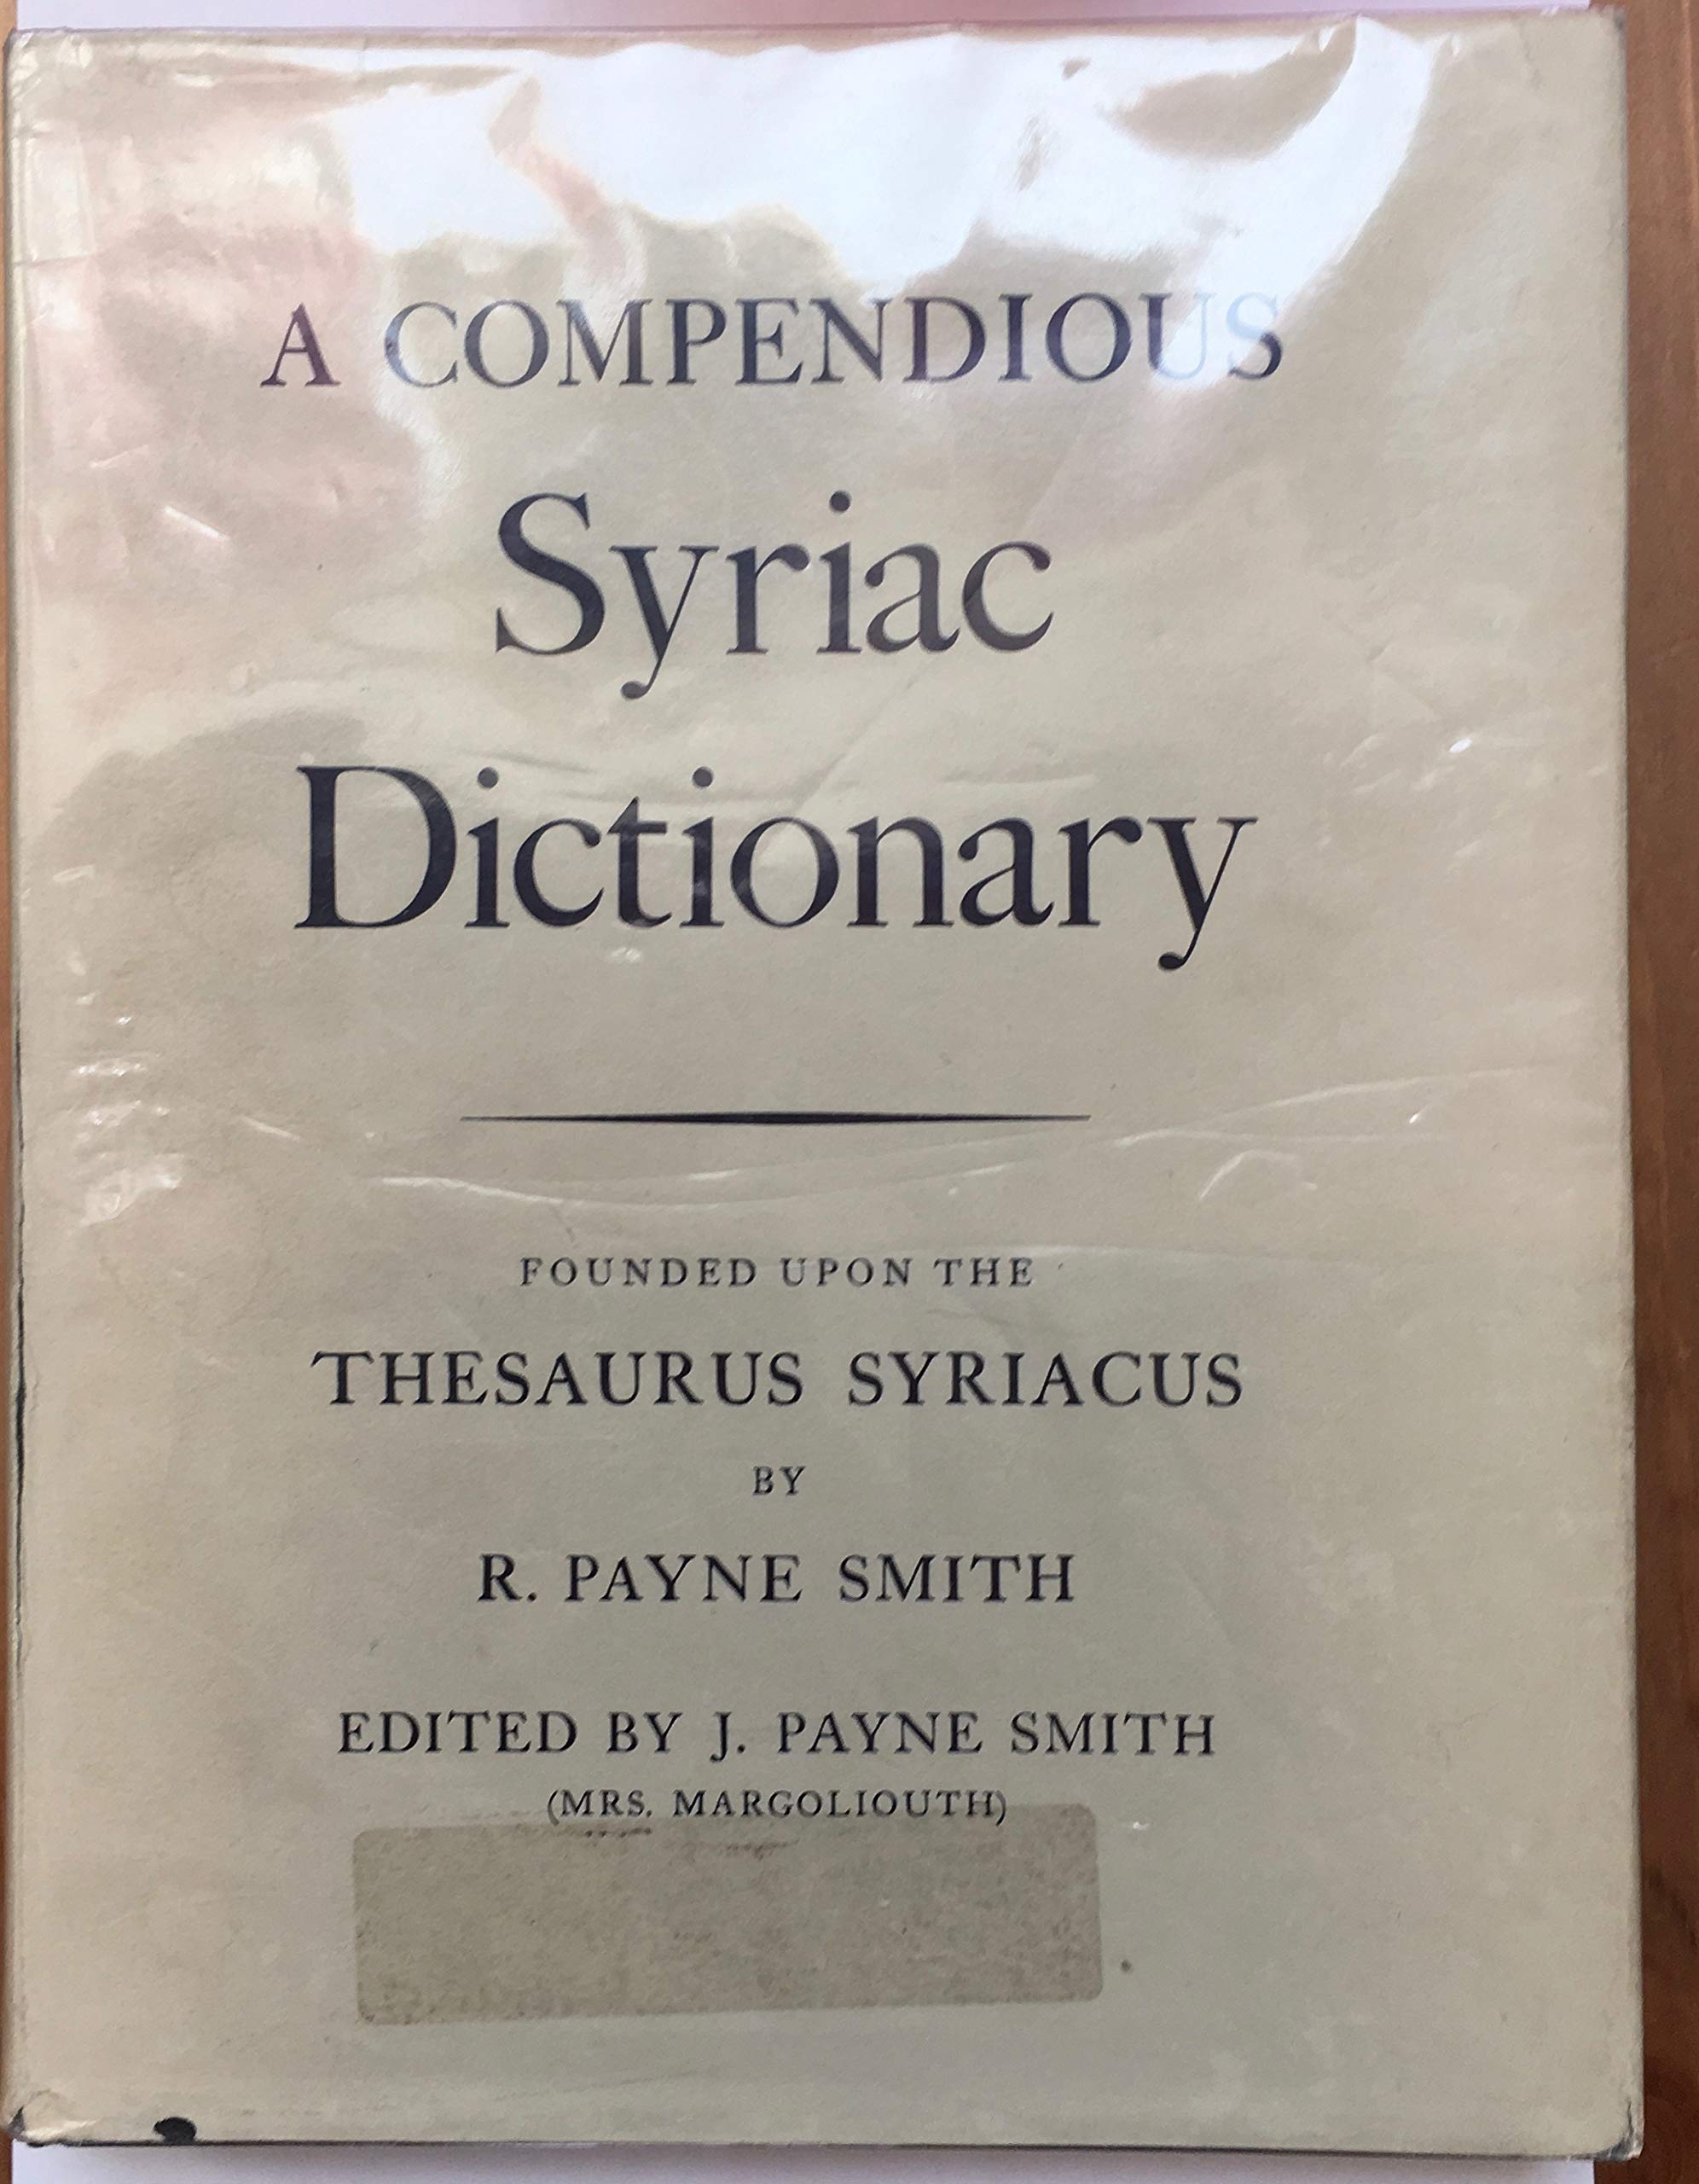 A COMPENDIOUS
Syriac
Dictionary
FOUNDED UPON THE
THESAURUS SYRIACUS
BY
R. PAYNE SMITH
EDITED BY J. PAYNE SMITH
(MRS. MARGOLIOUTH)